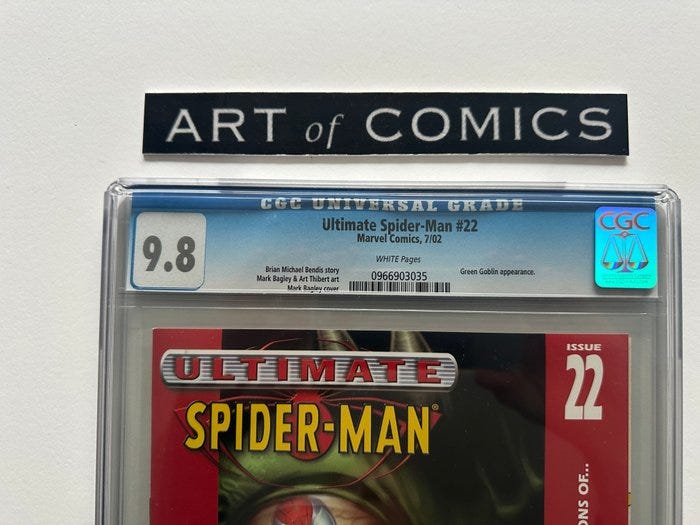 ART of COMICS
CGC UNIVERSAL GRADE
9.8
Ultimate Spider-Man #22
Marvel Comics, 7/02
WHITE Pages
Brian Michael Bendis story
Mark Bagley & Art Thibert art
Mark Bagley cover
0966903035
Green Goblin appearance.
CGC
ULTIMATE
SPIDER-MAN
ISSUE
22
ONS OF...